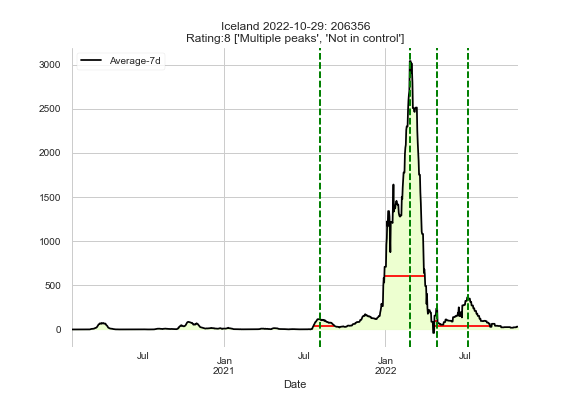 Iceland 2022-10-29: 206356
Rating:8 ['Multiple peaks', 'Not in control']
Average-7d
3000
2500
2000
1500
1000
500
0
Jul
Jan
2021
Jul
Jan
2022
Jul
Date